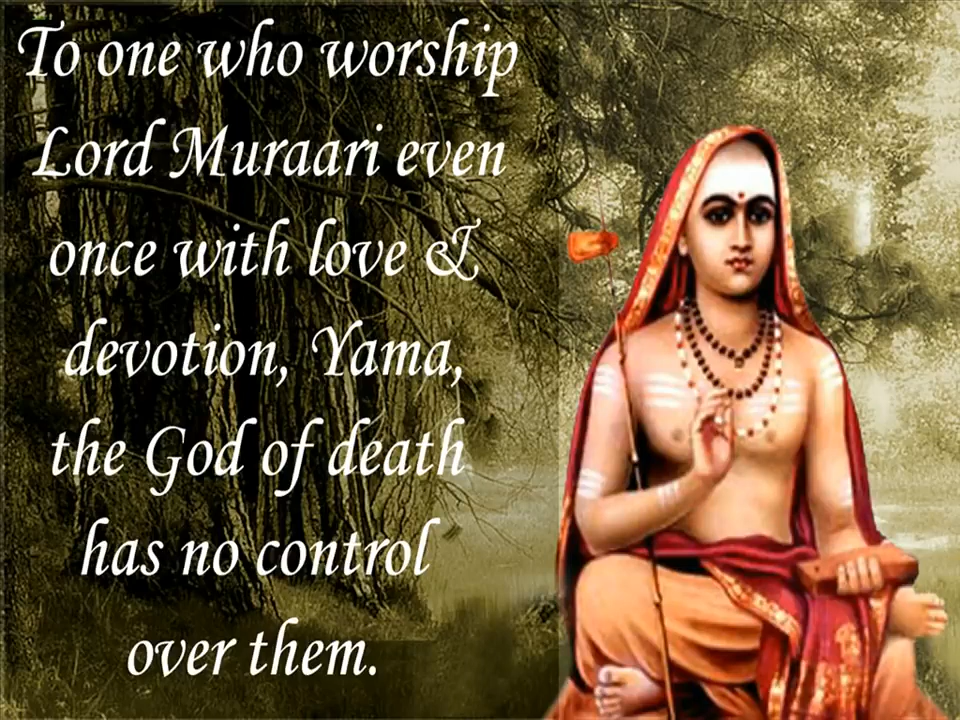 To one who worship
Lord Muraari even
once with love &
devotion, Yama,
the God of death
has no control
over them.